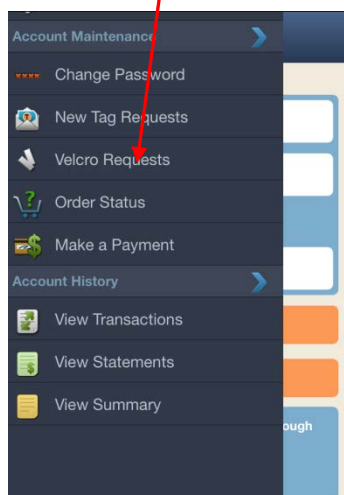 Account Maintenance
Change Password
New Tag Requests
Velcro Requests
Order Status
Make a Payment
Account History
View Transactions
View Statements
View Summary
ough